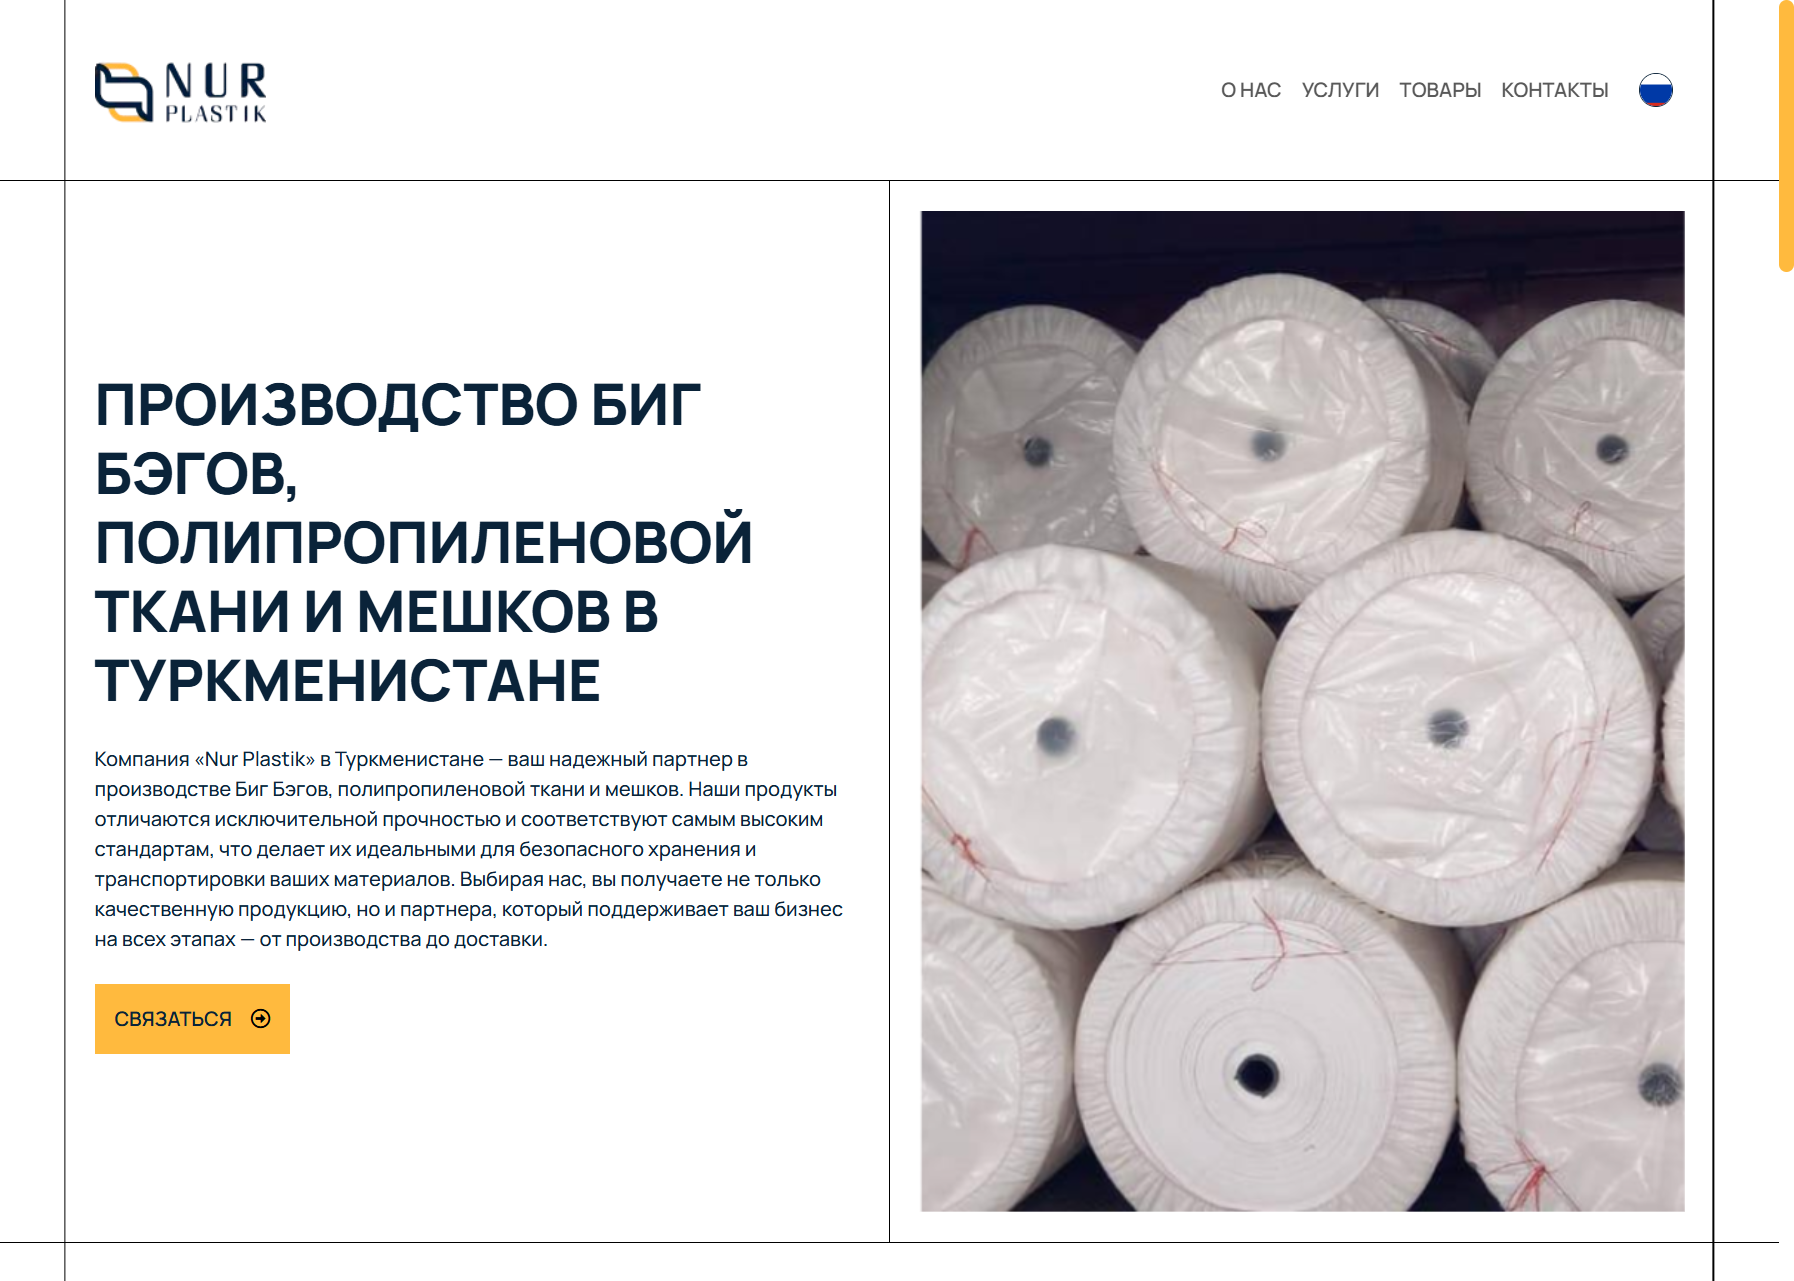 NUR
PLASTIK
О НАС УСЛУГИ ТОВАРЫ КОНТАКТЫ
ПРОИЗВОДСТВО БИГ
БЭГОВ,
ПОЛИПРОПИЛЕНОВОЙ
ТКАНИ И МЕШКОВ В
ТУРКМЕНИСТАНЕ
Компания «Nur Plastik» в Туркменистане — ваш надежный партнер в
производстве Биг Бэгов, полипропиленовой ткани и мешков. Наши продукты
отличаются исключительной прочностью и соответствуют самым высоким
стандартам, что делает их идеальными для безопасного хранения и
транспортировки ваших материалов. Выбирая нас, вы получаете не только
качественную продукцию, но и партнера, который поддерживает ваш бизнес
на всех этапах — от производства до доставки.
СВЯЗАТЬСЯ